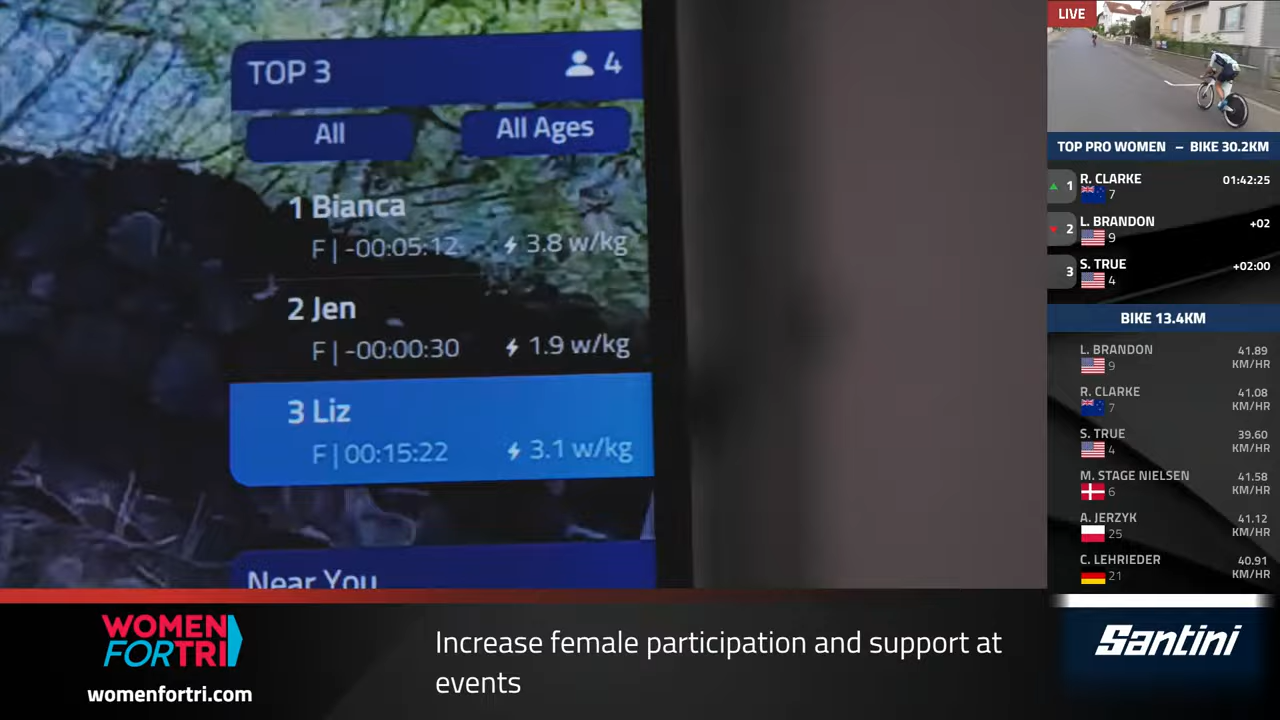 TOP 3
4
All
All Ages
1 Bianca
F | -00:05:12 3.8 w/kg
2 Jen
F | -00:00:30 1.9 w/kg
3 Liz
F | 00:15:22 3.1 w/kg
Near You
LIVE
TOP PRO WOMEN – BIKE 30.2KM
1 R. CLARKE 01:42:25
7
2 L. BRANDON +02
9
3 S. TRUE +02:00
4
BIKE 13.4KM
L. BRANDON 41.89
9 KM/HR
R. CLARKE 41.08
7 KM/HR
S. TRUE 39.60
4 KM/HR
M. STAGE NIELSEN 41.58
6 KM/HR
A. JERZYK 41.12
25 KM/HR
C. LEHRIEDER 40.91
21 KM/HR
WOMEN
FORTRI
womenfortri.com
Increase female participation and support at
events
Santini